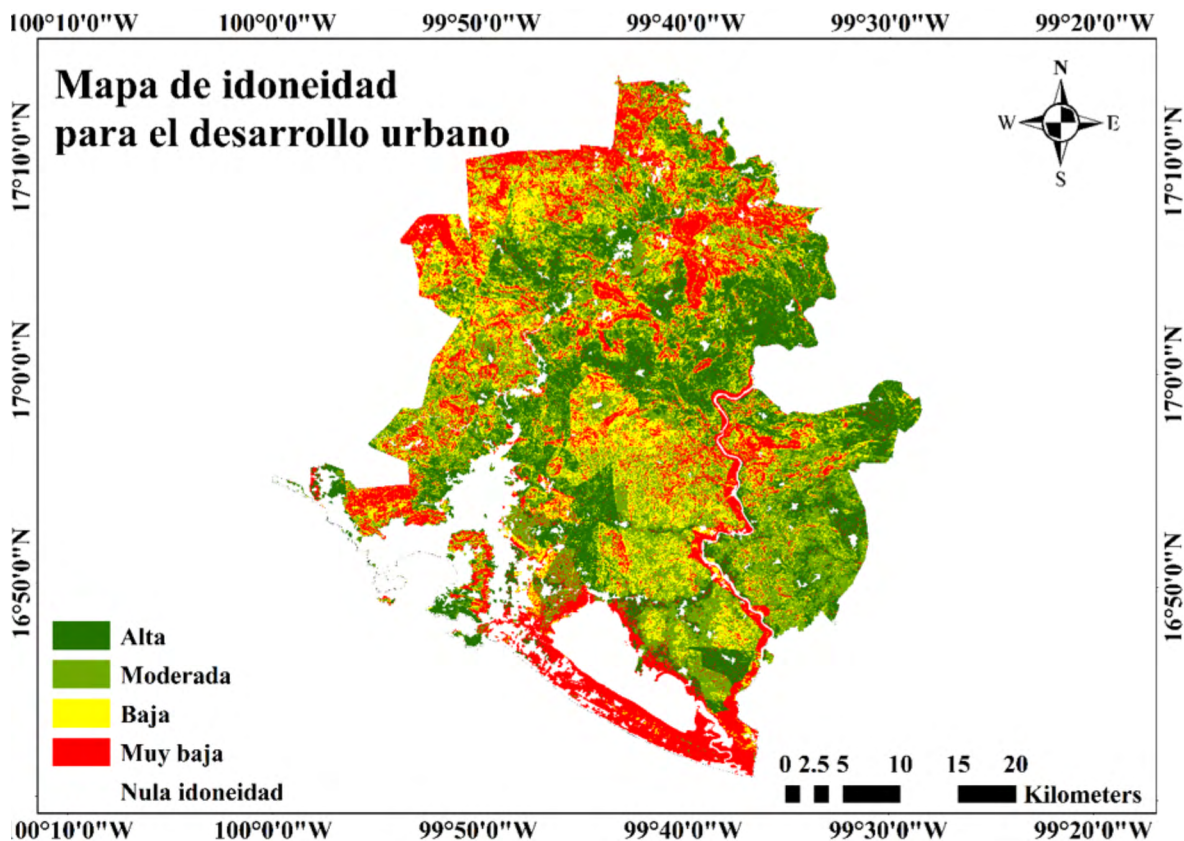 100°10'0"W 100°0'0"W 99°50'0"W 99°40'0"W 99°30'0"W 99°20'0"W
Mapa de idoneidad
para el desarrollo urbano
N
W E
S
17°10'0"N 17°10'0"N
17°0'0"N 17°0'0"N
16°50'0"N 16°50'0"N
Alta
Moderada
Baja
Muy baja
Nula idoneidad
0 2.5 5 10 15 20
Kilometers
00°10'0"W 100°0'0"W 99°50'0"W 99°40'0"W 99°30'0"W 99°20'0"W